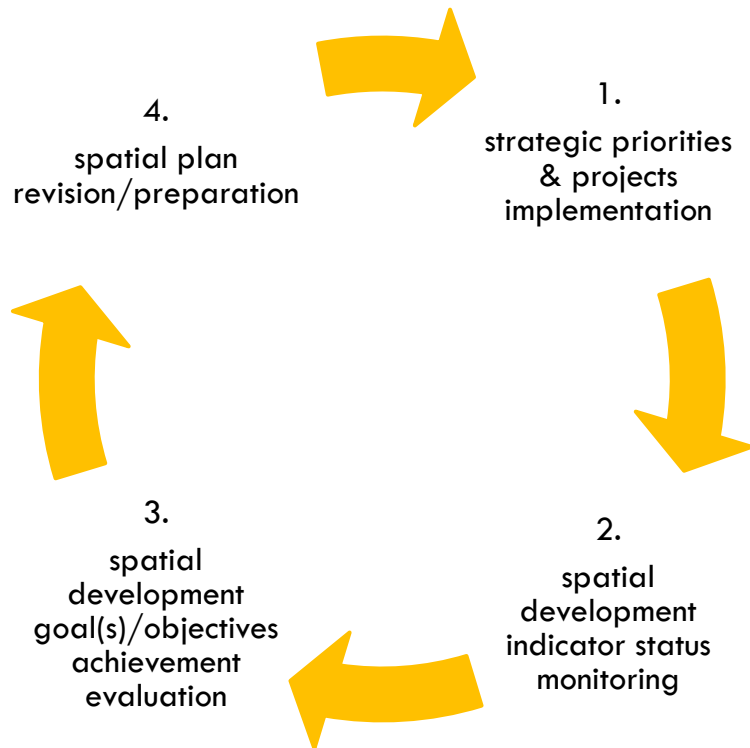 1.
strategic priorities
& projects
implementation
2.
spatial
development
indicator status
monitoring
3.
spatial
development
goal(s)/objectives
achievement
evaluation
4.
spatial plan
revision/preparation